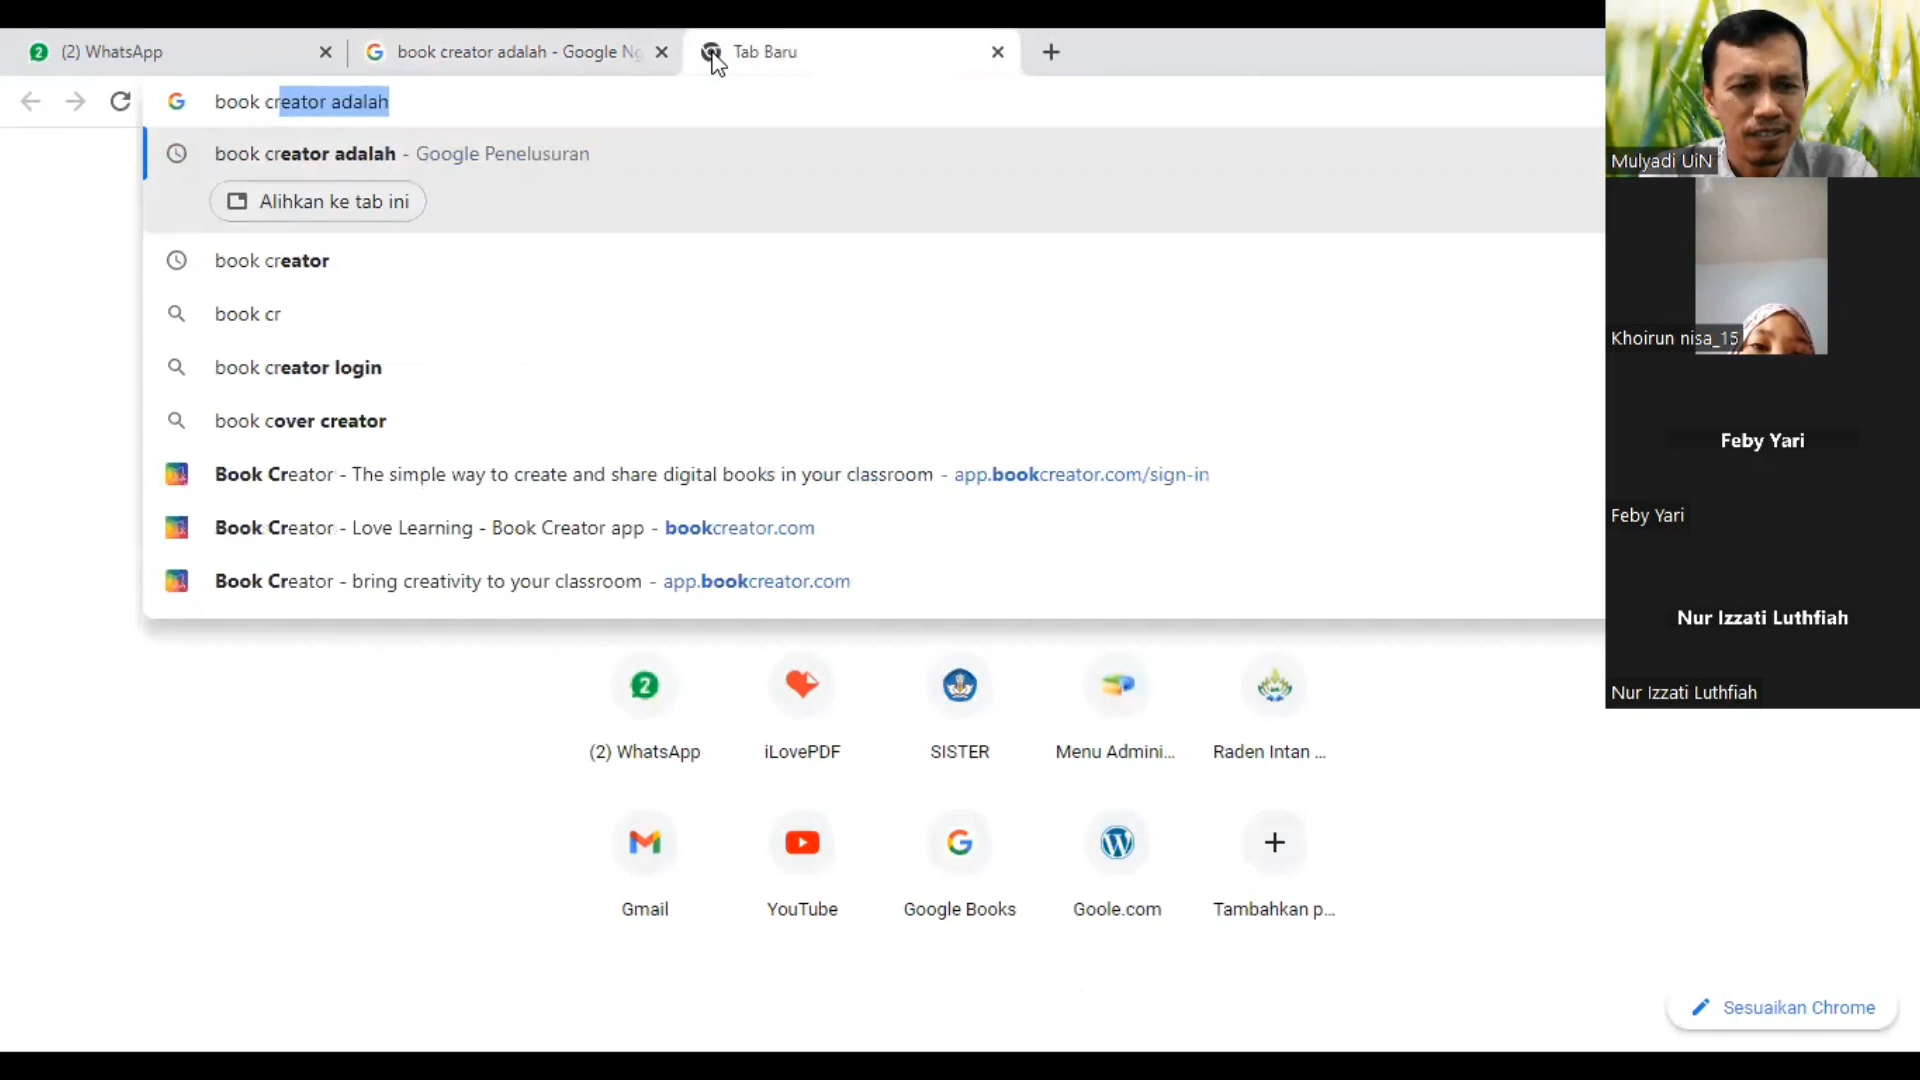 (2) WhatsApp
book creator adalah - Google
Tab Baru
book creator adalah
book creator adalah - Google Penelusuran
Alihkan ke tab ini
book creator
book cr
book creator login
book cover creator
Book Creator - The simple way to create and share digital books in your classroom - app.bookcreator.com/sign-in
Book Creator - Love Learning - Book Creator app - bookcreator.com
Book Creator - bring creativity to your classroom - app.bookcreator.com
2
(2) WhatsApp
iLovePDF
SISTER
Menu Admini...
Raden Intan ...
Gmail
YouTube
Google Books
Goole.com
Tambahkan p...
Sesuaikan Chrome
Mulyadi UiN
Khoirun nisa_15
Feby Yari
Feby Yari
Nur Izzati Luthfiah
Nur Izzati Luthfiah